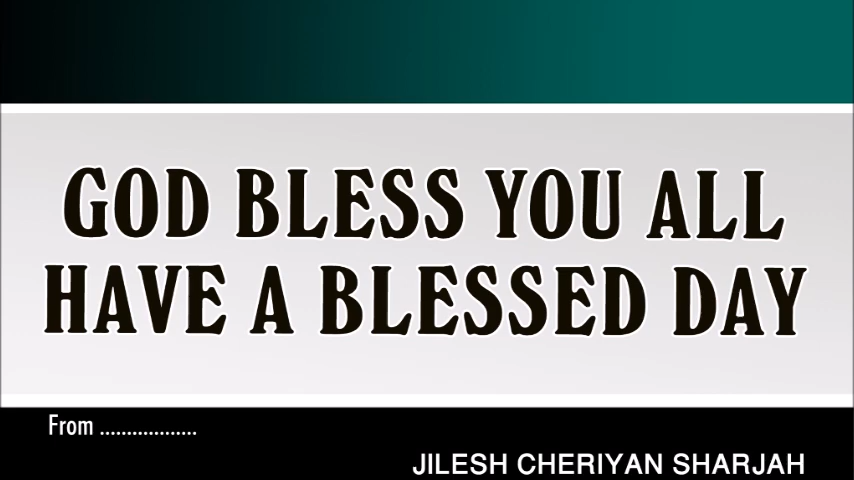 GOD BLESS YOU ALL
HAVE A BLESSED DAY
From ..................
JILESH CHERIYAN SHARJAH